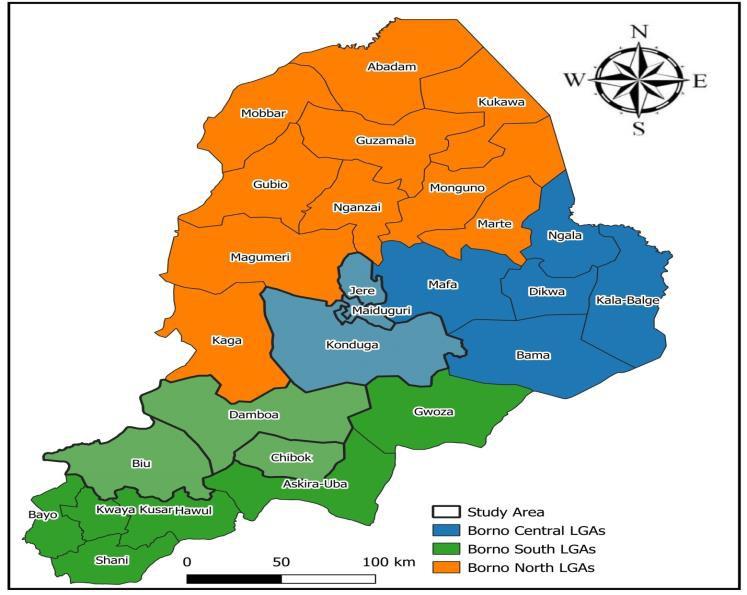 N
W E
S
Abadam
Kukawa
Mobbar
Guzamala
Gubio
Monguno
Nganzai
Marte
Ngala
Magumeri
Jere
Mafa
Dikwa
Kala-Balge
Maiduguri
Kaga
Konduga
Bama
Damboa
Gwoza
Chibok
Biu
Askira-Uba
Bayo
Kwaya Kusar
Hawul
Shani
Study Area
Borno Central LGAs
Borno South LGAs
Borno North LGAs
0 50 100 km